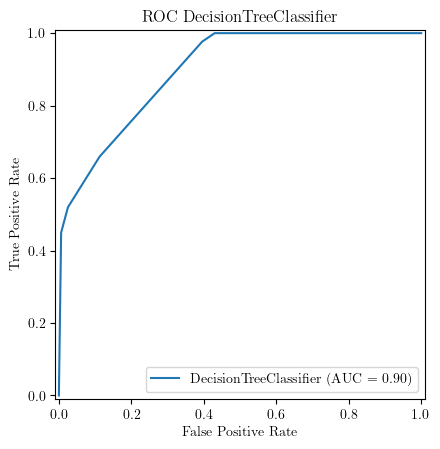 ROC DecisionTreeClassifier
1.0
0.8
0.6
0.4
0.2
0.0
True Positive Rate
DecisionTreeClassifier (AUC = 0.90)
0.0 0.2 0.4 0.6 0.8 1.0
False Positive Rate